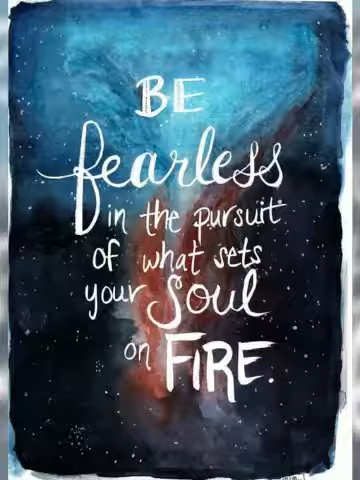 BE
fearless
in the pursuit
of what sets
your Soul
on FIRE.